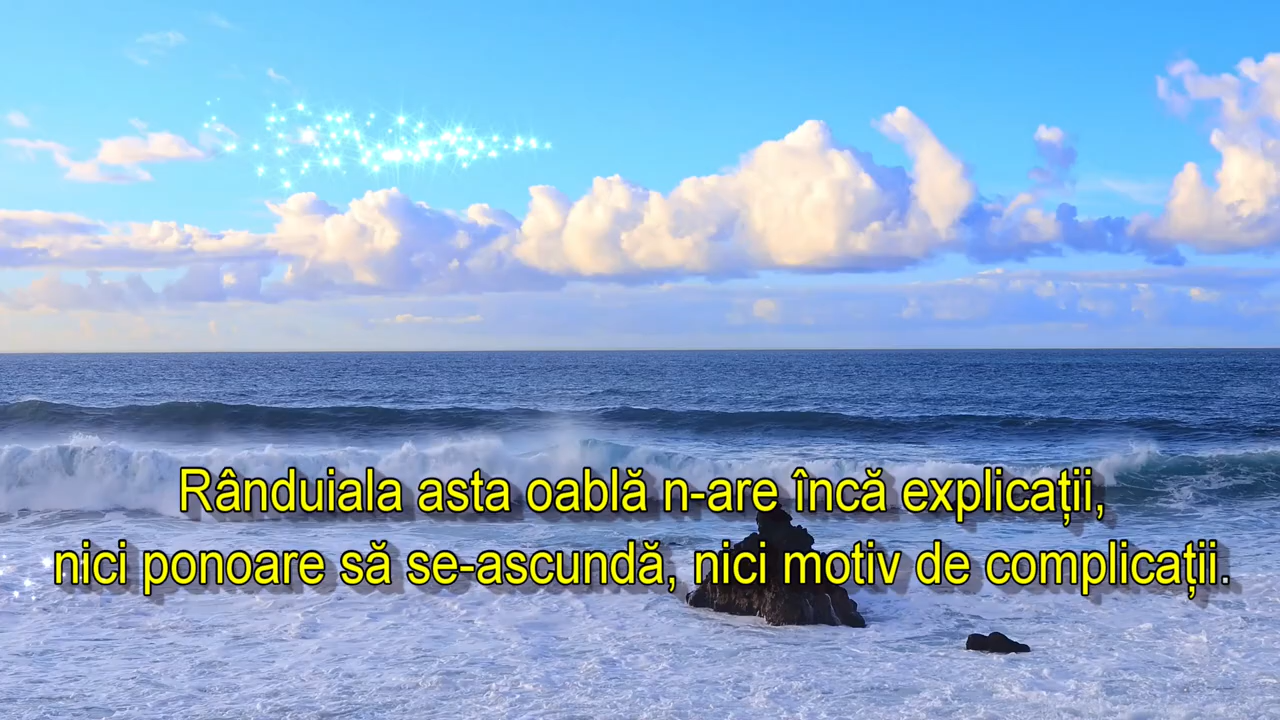 Rânduiala asta oablă n-are încă explicații,
nici ponoare să se-ascundă, nici motiv de complicații.